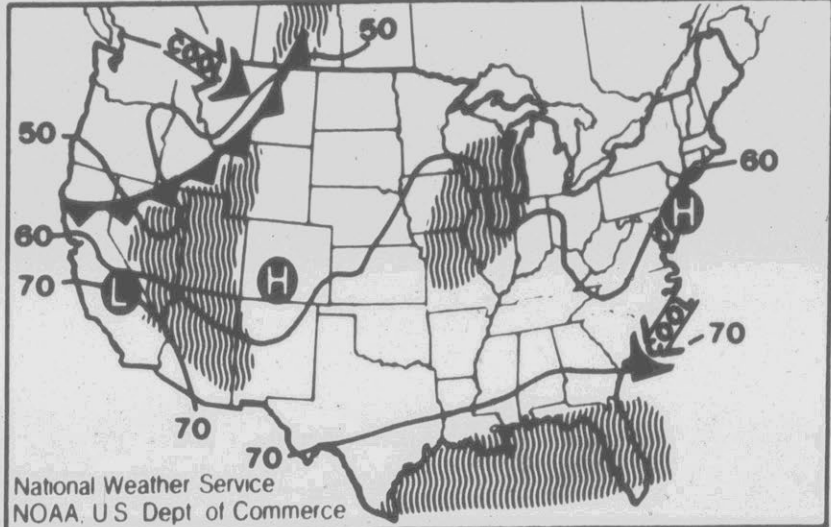 50
COOL
50
60
H
60
70
L
H
COOL
70
70
70
National Weather Service
NOAA, U S Dept of Commerce